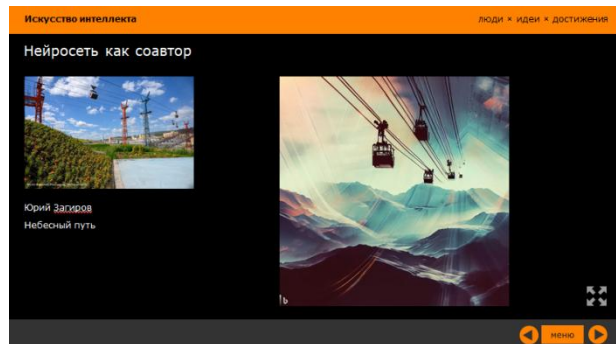 Искусство интеллекта
люди × идеи × достижения
Нейросеть как соавтор
Юрий Загиров
Небесный путь
меню